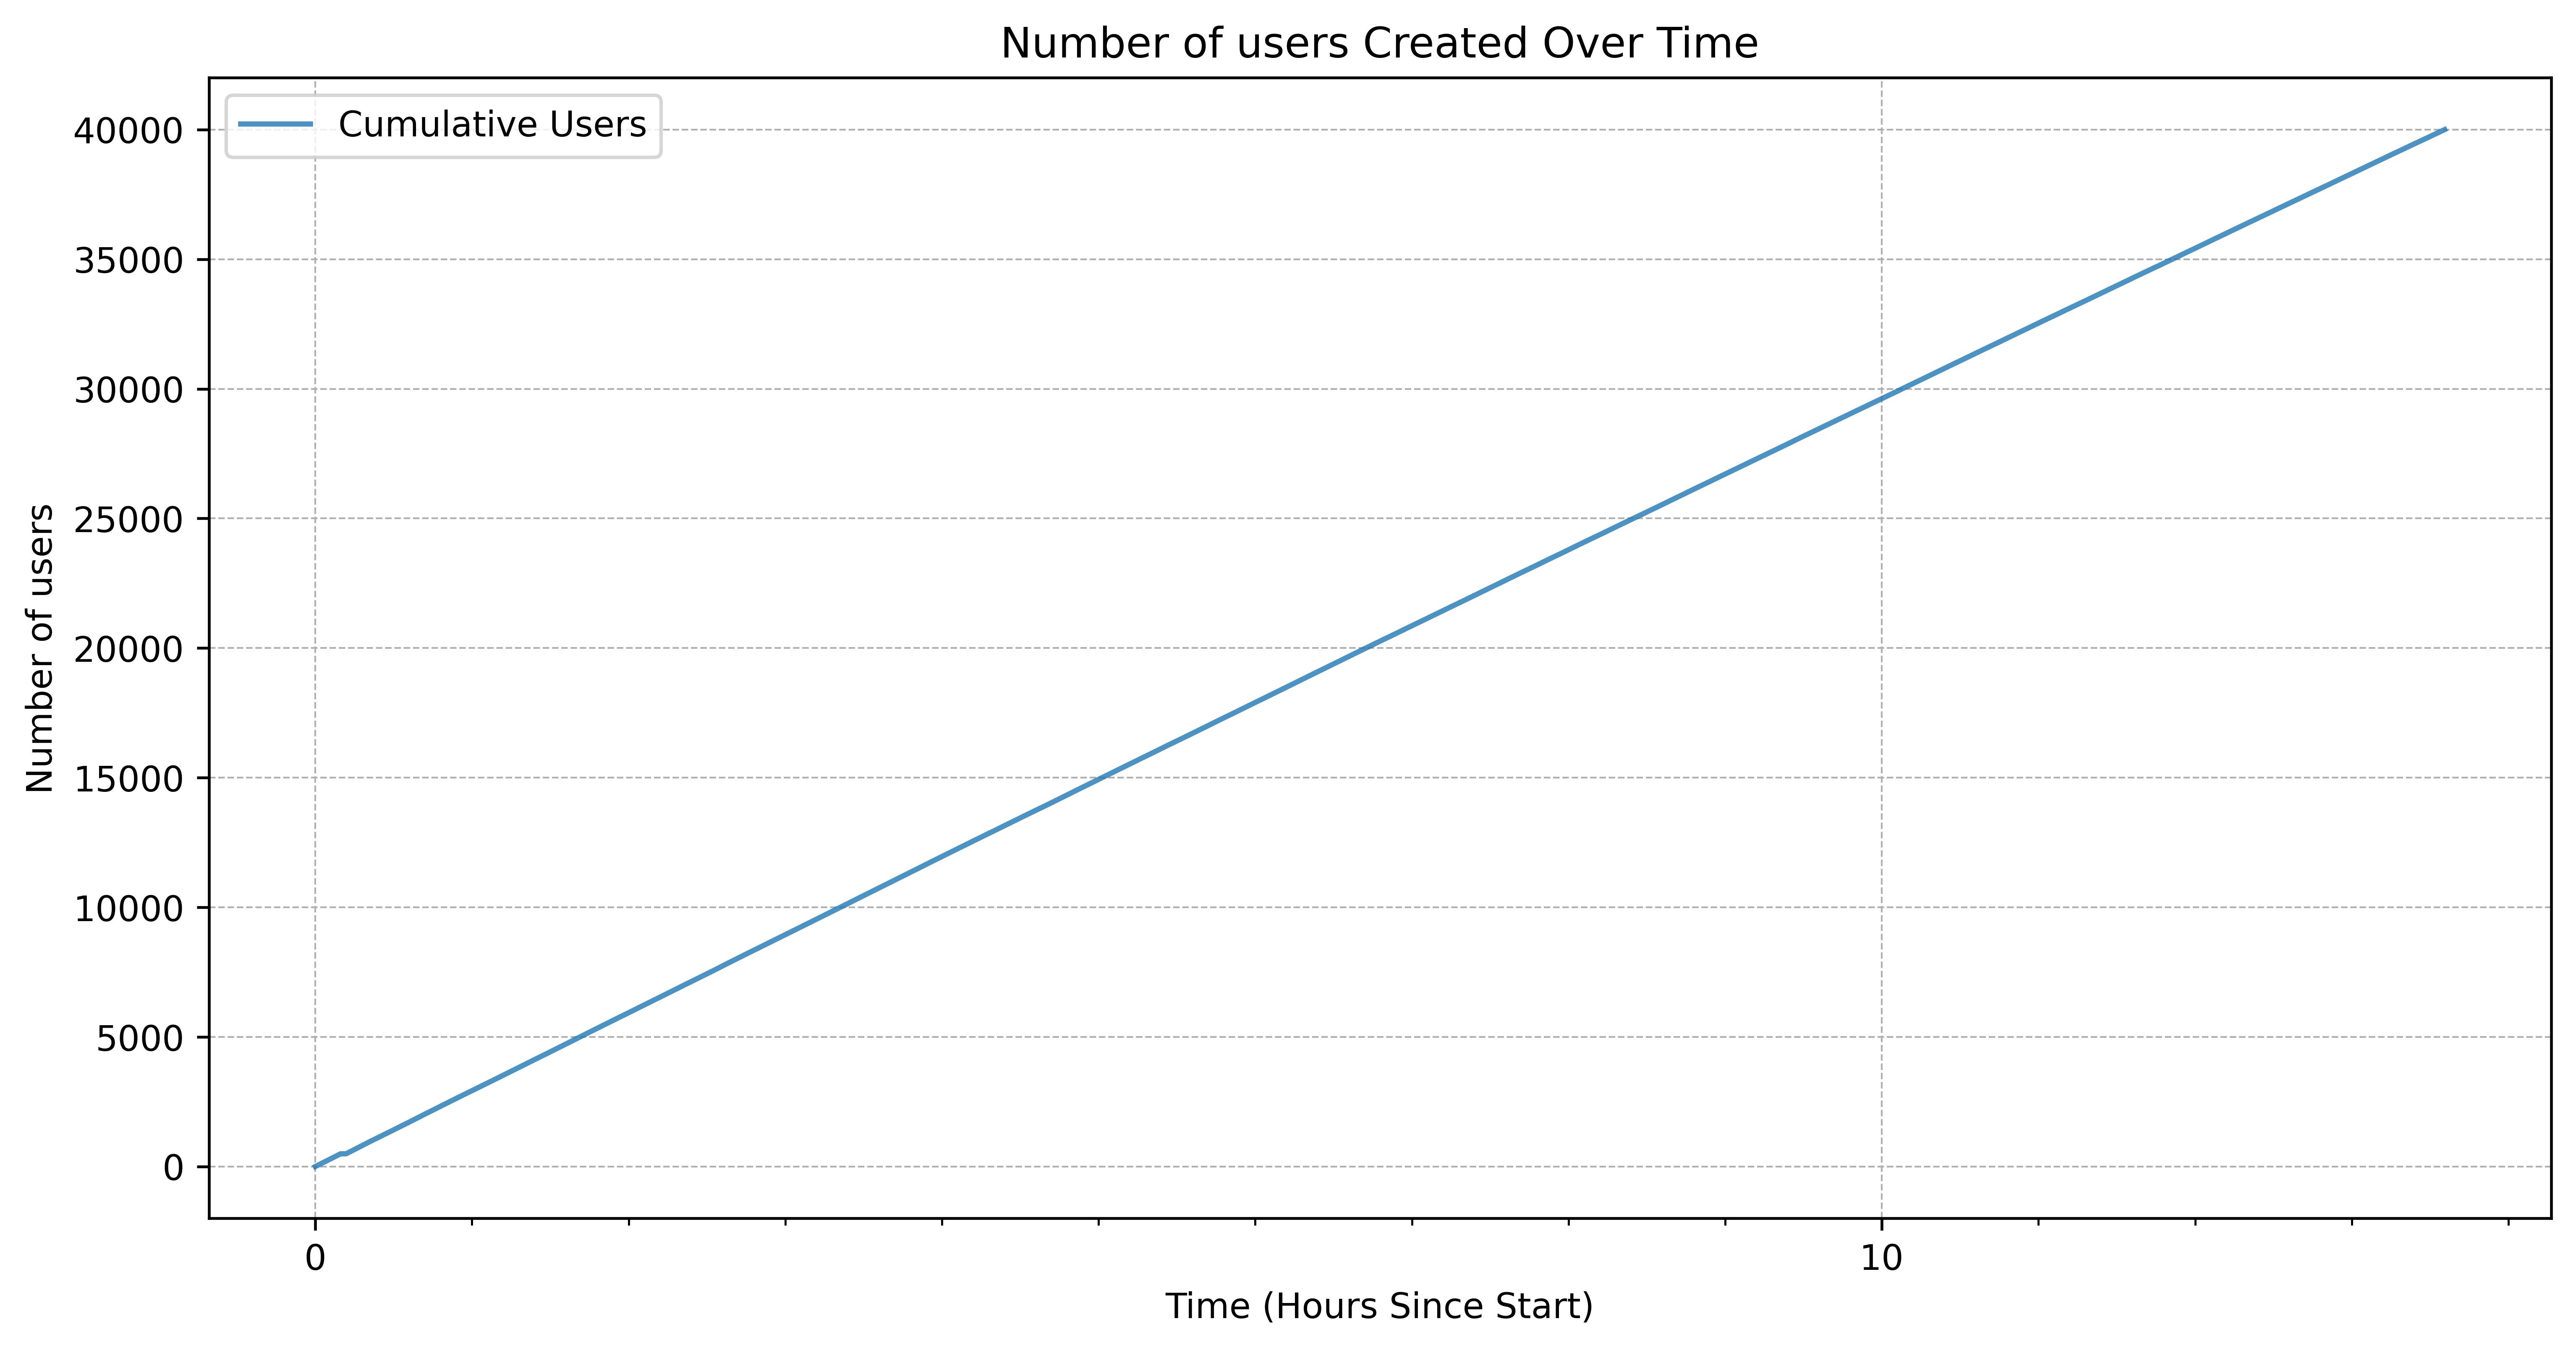 Number of users Created Over Time
Cumulative Users
40000
35000
30000
25000
20000
15000
10000
5000
0
Number of users
0 10
Time (Hours Since Start)